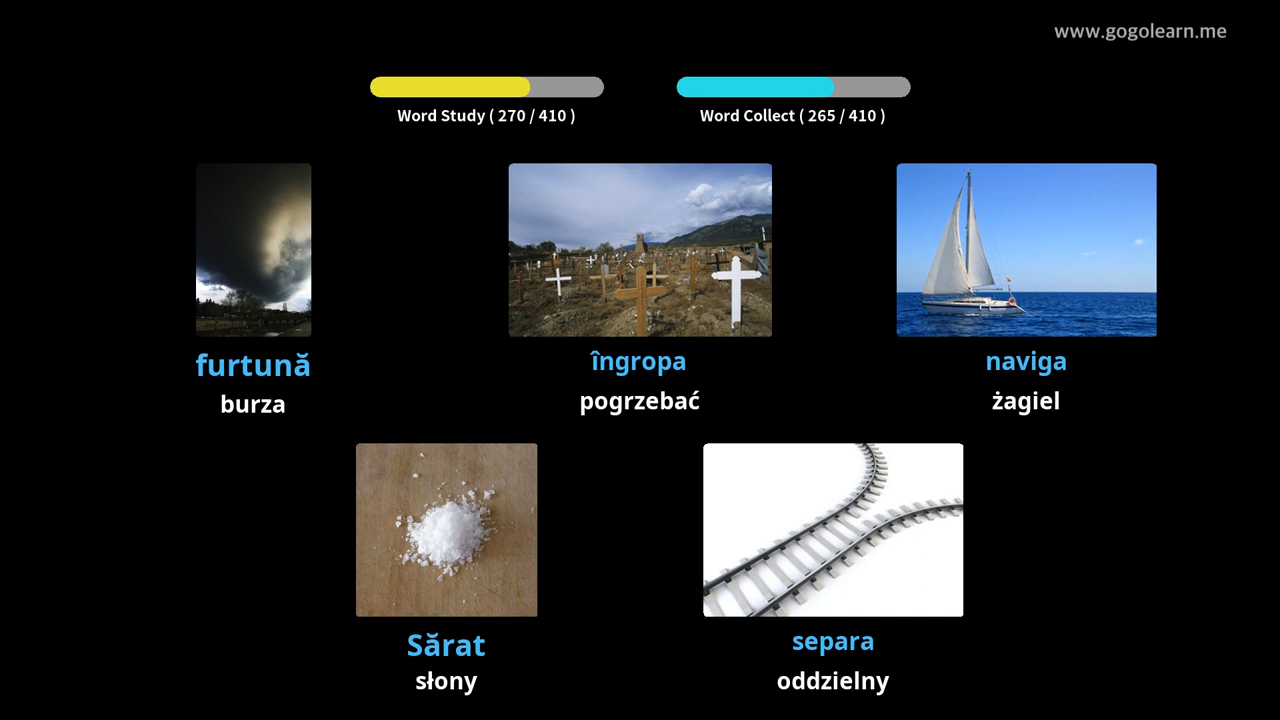 www.gogolearn.me
Word Study ( 270 / 410 )
Word Collect ( 265 / 410 )
furtună
burza
îngropa
pogrzebać
naviga
żagiel
Sărat
słony
separa
oddzielny